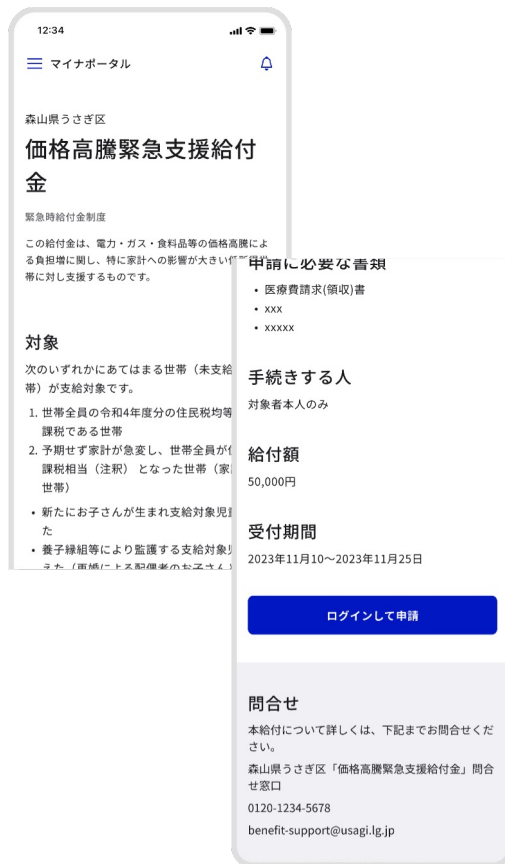 12:34
マイナポータル
森山県うさぎ区
価格高騰緊急支援給付
金
緊急時給付金制度
この給付金は、電力・ガス・食料品等の価格高騰によ
る負担増に関し、特に家計への影響が大きい
帯に対し支援するものです。
対象
次のいずれかにあてはまる世帯（未支給
帯）が支給対象です。
1. 世帯全員の令和4年度分の住民税均等
課税である世帯
2. 予期せず家計が急変し、世帯全員が
課税相当（注釈） となった世帯（家
世帯）
• 新たにお子さんが生まれ支給対象児
た
• 養子縁組等により監護する支給対象
えた（再婚による配偶者のお子さん
申請に必要な書類
• 医療費請求(領収)書
• xxx
• xxxxx
手続きする人
対象者本人のみ
給付額
50,000円
受付期間
2023年11月10〜2023年11月25日
ログインして申請
問合せ
本給付について詳しくは、下記までお問合せくだ
さい。
森山県うさぎ区「価格高騰緊急支援給付金」問合
せ窓口
0120-1234-5678
benefit-support@usagi.lg.jp